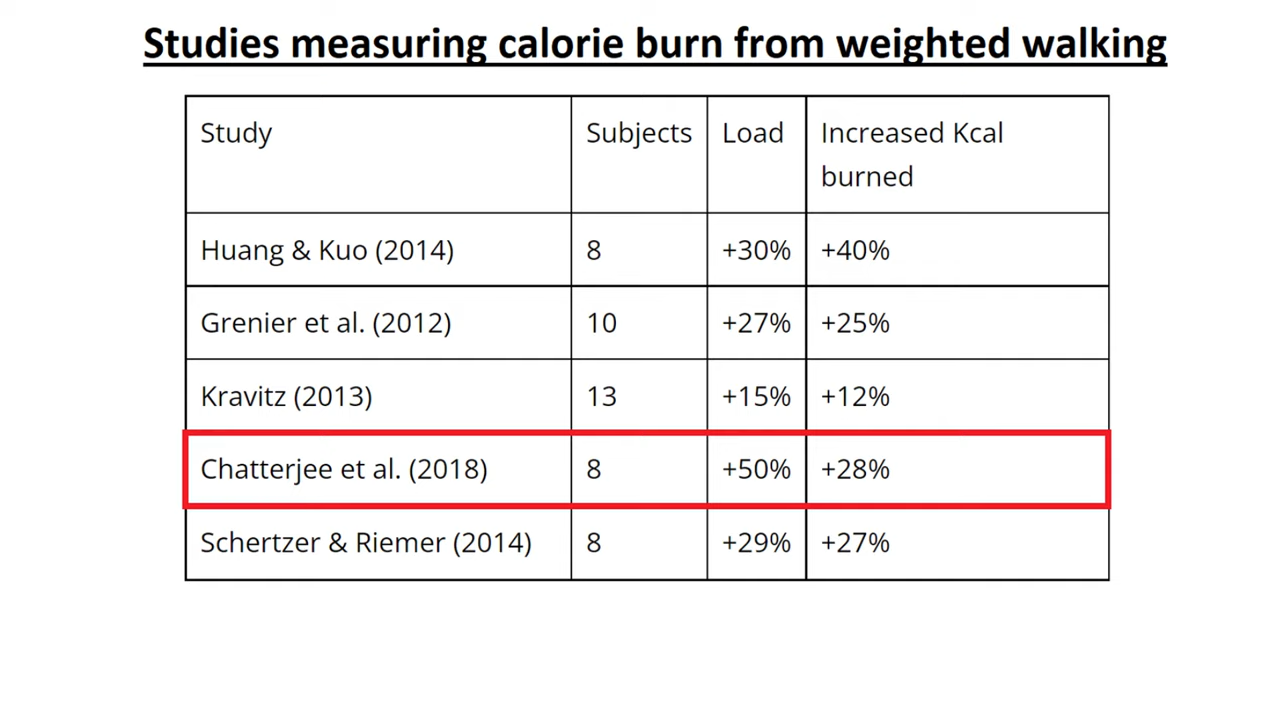 Studies measuring calorie burn from weighted walking
Study Subjects Load Increased Kcal
burned
Huang & Kuo (2014) 8 +30% +40%
Grenier et al. (2012) 10 +27% +25%
Kravitz (2013) 13 +15% +12%
Chatterjee et al. (2018) 8 +50% +28%
Schertzer & Riemer (2014) 8 +29% +27%